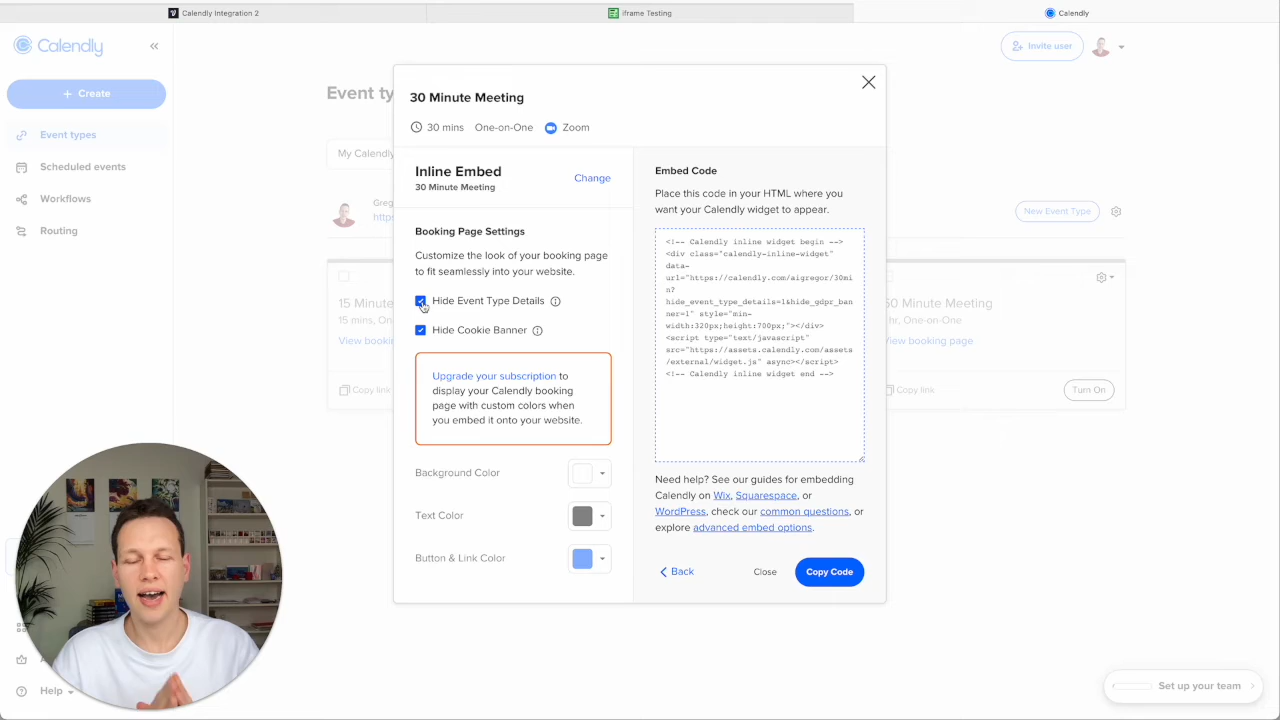 Calendly Integration 2
iframe Testing
Calendly
Calendly
Invite user
+ Create
Event types
Scheduled events
Workflows
Routing
Help
Event ty
My Calendly
Greg
https:/
New Event Type
15 Minute
15 mins, On
View bookin
Copy link
60 Minute Meeting
hr, One-on-One
View booking page
Copy link
Turn On
30 Minute Meeting
30 mins One-on-One Zoom
Inline Embed
30 Minute Meeting
Change
Booking Page Settings
Customize the look of your booking page
to fit seamlessly into your website.
Hide Event Type Details
Hide Cookie Banner
Upgrade your subscription to
display your Calendly booking
page with custom colors when
you embed it onto your website.
Background Color
Text Color
Button & Link Color
Embed Code
Place this code in your HTML where you
want your Calendly widget to appear.
<!-- Calendly inline widget begin -->
<div class="calendly-inline-widget"
data-
url="https://calendly.com/aigregor/30mi
n?
hide_event_type_details=1&hide_gdpr_ban
ner=1" style="min-
width:320px;height:700px;"></div>
<script type="text/javascript"
src="https://assets.calendly.com/assets
/external/widget.js" async></script>
<!-- Calendly inline widget end -->
Need help? See our guides for embedding
Calendly on Wix, Squarespace, or
WordPress, check our common questions, or
explore advanced embed options.
Back
Close
Copy Code
Set up your team